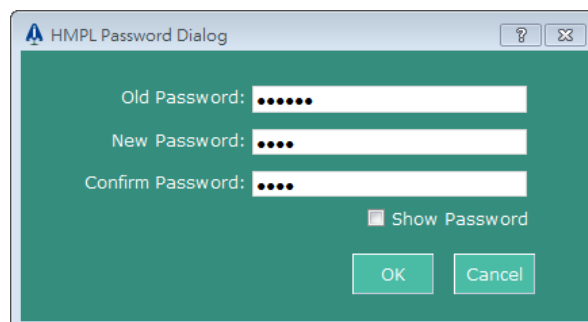 HMPL Password Dialog
Old Password: ●●●●●●
New Password: ●●●●
Confirm Password: ●●●●
Show Password
OK Cancel